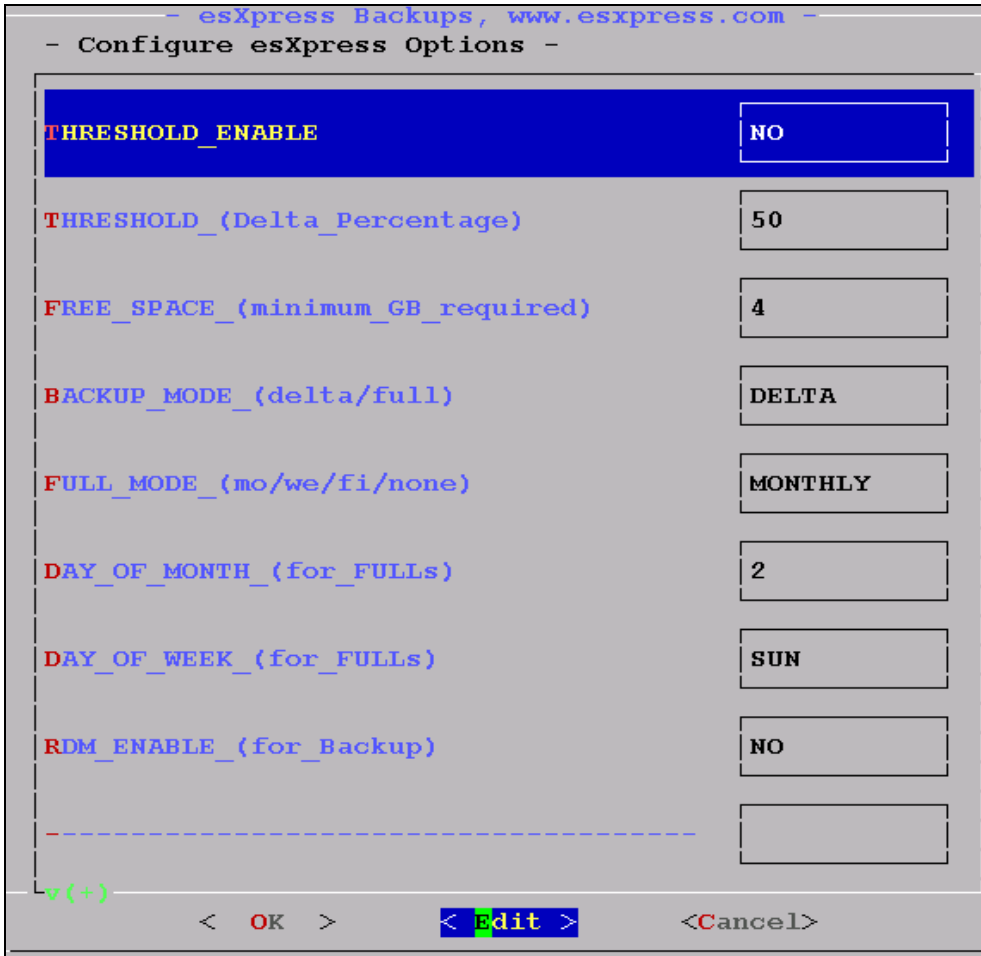 - esXpress Backups, www.esxpress.com -
- Configure esXpress Options -
THRESHOLD_ENABLE NO
THRESHOLD_(Delta_Percentage) 50
FREE_SPACE_(minimum_GB_required) 4
BACKUP_MODE_(delta/full) DELTA
FULL_MODE_(mo/we/fi/none) MONTHLY
DAY_OF_MONTH_(for_FULLs) 2
DAY_OF_WEEK_(for_FULLs) SUN
RDM_ENABLE_(for_Backup) NO
--------------------------------------
v(+)
< OK > < Edit > <Cancel>